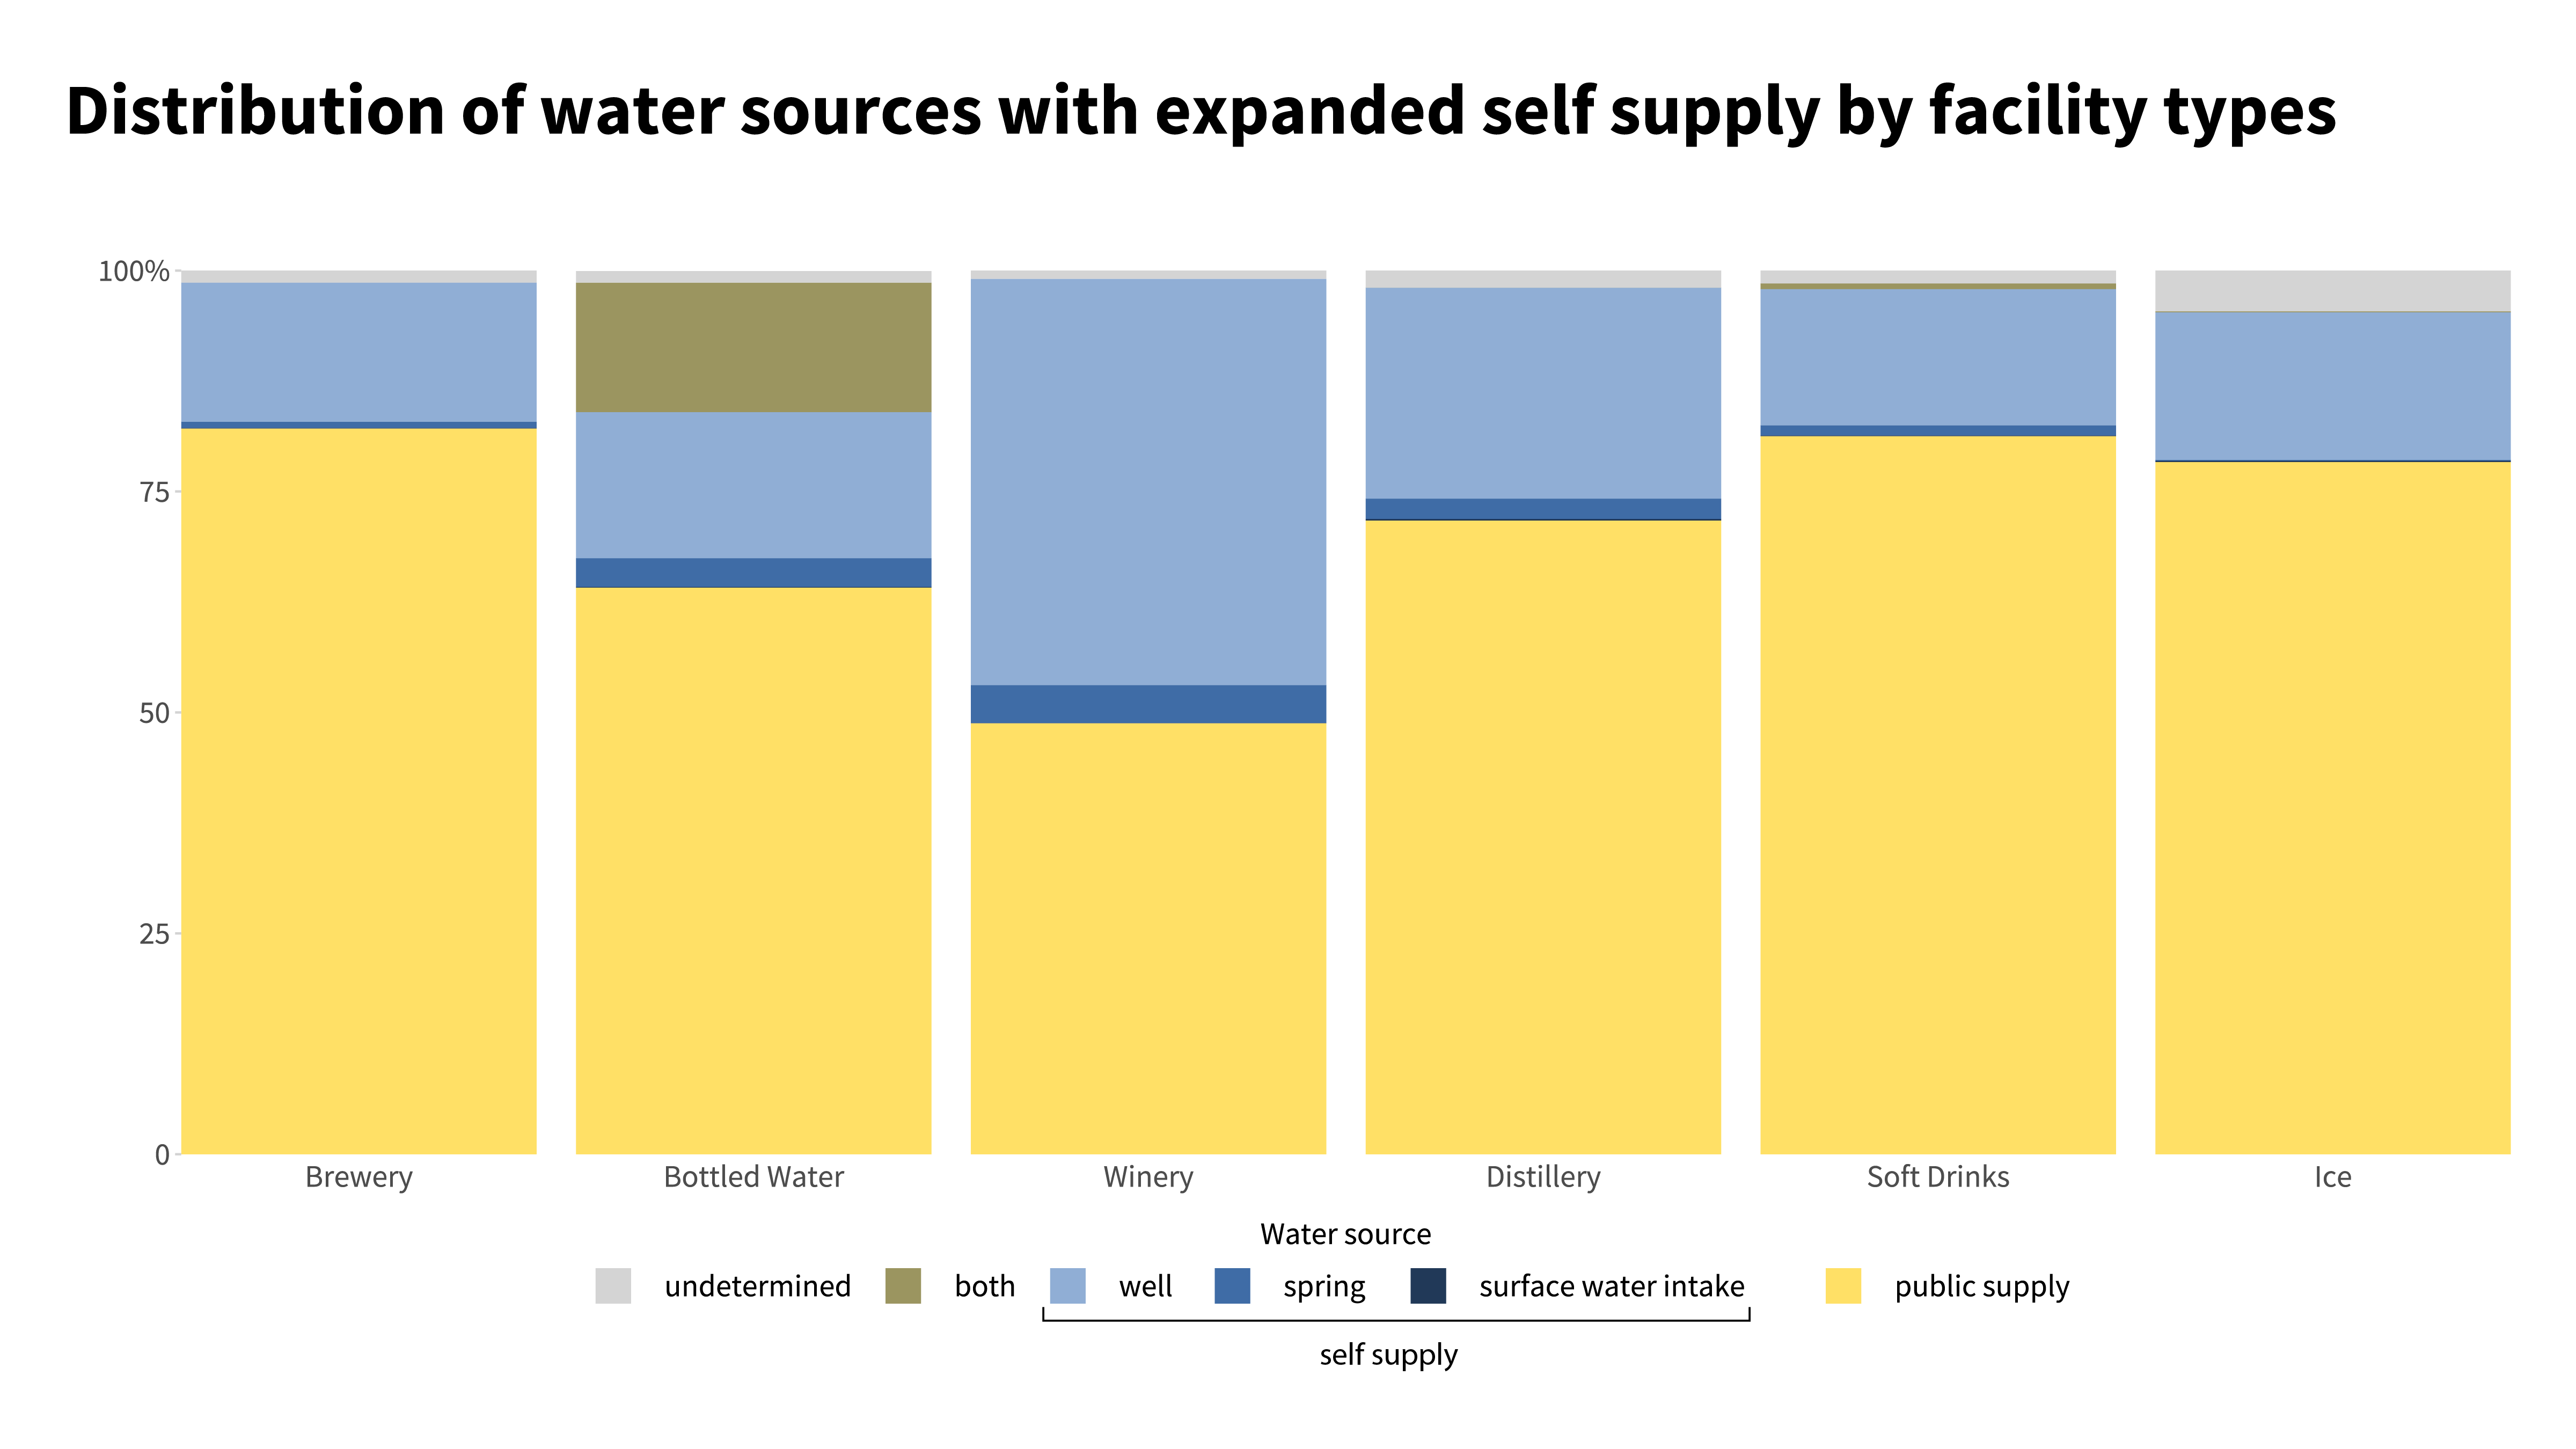 Distribution of water sources with expanded self supply by facility types
100%
75
50
25
0
Brewery Bottled Water Winery Distillery Soft Drinks Ice
Water source
undetermined both well spring surface water intake public supply
self supply